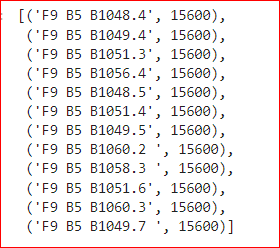 [('F9 B5 B1048.4', 15600),
('F9 B5 B1049.4', 15600),
('F9 B5 B1051.3', 15600),
('F9 B5 B1056.4', 15600),
('F9 B5 B1048.5', 15600),
('F9 B5 B1051.4', 15600),
('F9 B5 B1049.5', 15600),
('F9 B5 B1060.2 ', 15600),
('F9 B5 B1058.3 ', 15600),
('F9 B5 B1051.6', 15600),
('F9 B5 B1060.3', 15600),
('F9 B5 B1049.7 ', 15600)]